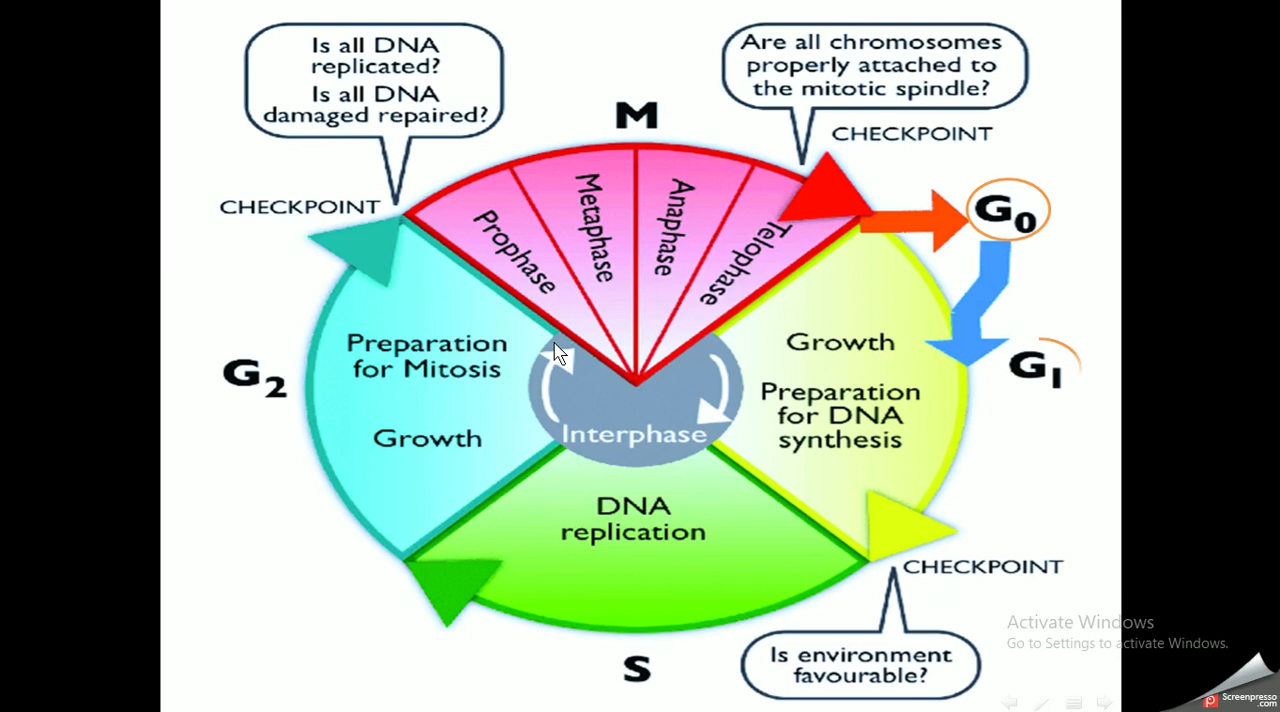 Is all DNA
replicated?
Is all DNA
damaged repaired?
Are all chromosomes
properly attached to
the mitotic spindle?
M
CHECKPOINT
CHECKPOINT
G0
Prophase
Metaphase
Anaphase
Telophase
G2
Preparation
for Mitosis
Growth
Growth
Preparation
for DNA
synthesis
G1
Interphase
DNA
replication
CHECKPOINT
S
Is environment
favourable?
Activate Windows
Go to Settings to activate Windows.
Screenpresso
.com